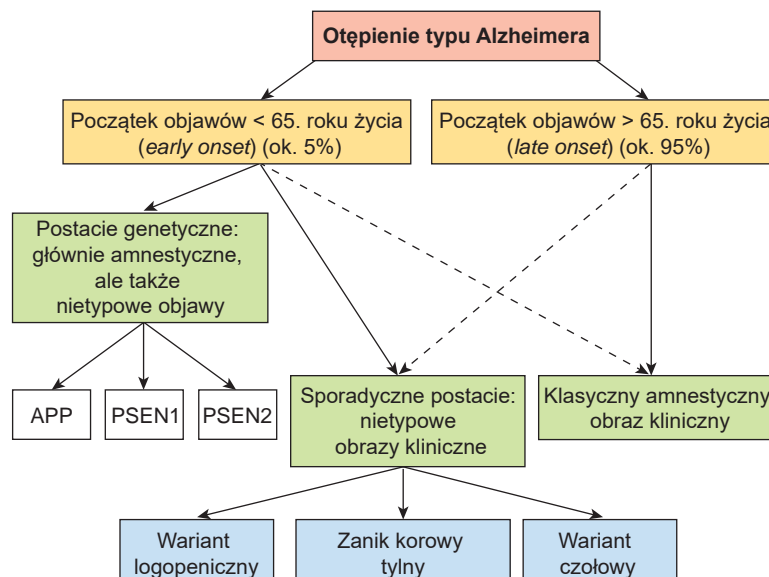 Otępienie typu Alzheimera
Początek objawów < 65. roku życia
(early onset) (ok. 5%)
Początek objawów > 65. roku życia
(late onset) (ok. 95%)
Postacie genetyczne:
głównie amnestyczne,
ale także
nietypowe objawy
APP
PSEN1
PSEN2
Sporadyczne postacie:
nietypowe
obrazy kliniczne
Klasyczny amnestyczny
obraz kliniczny
Wariant
logopeniczny
Zanik korowy
tylny
Wariant
czołowy